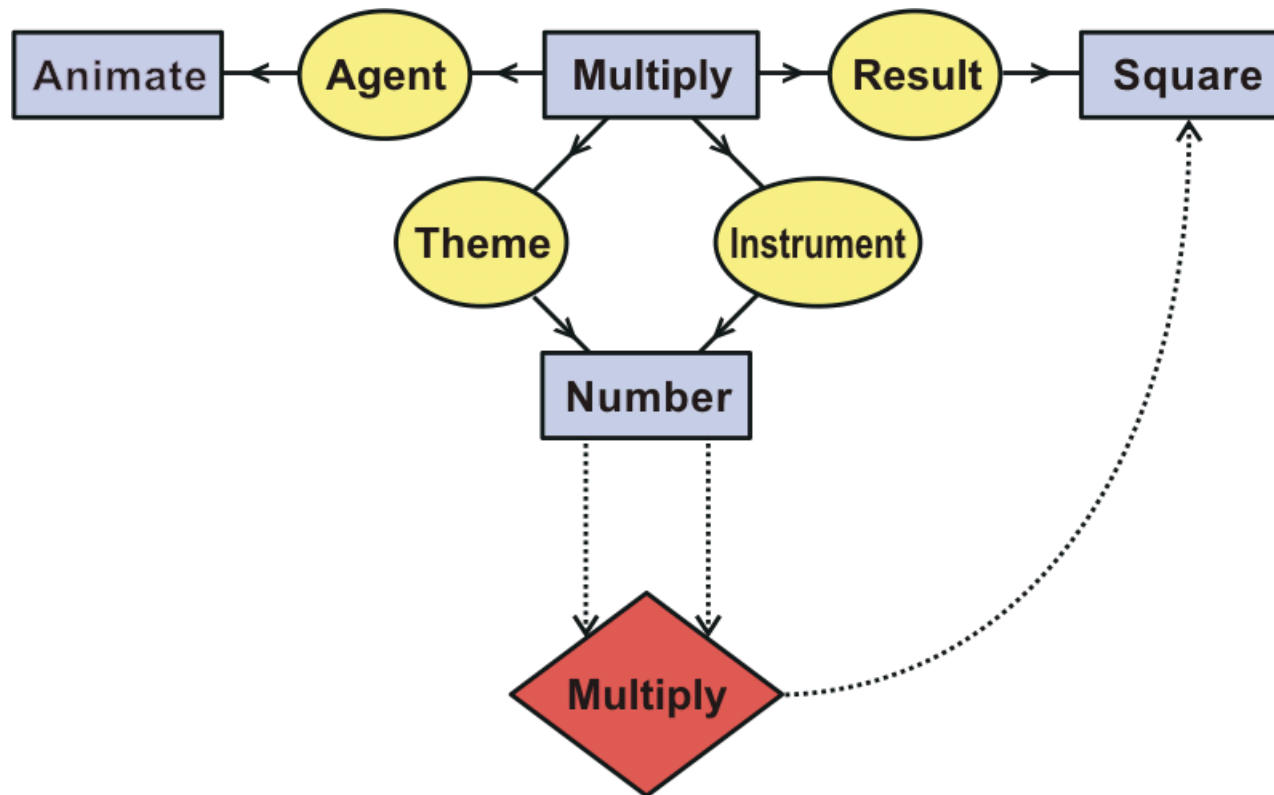 Animate
Agent
Multiply
Result
Square
Theme
Instrument
Number
Multiply